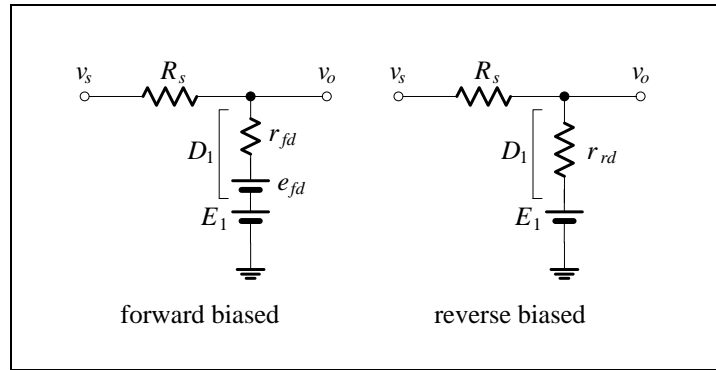 v_s R_s v_o
D_1 r_fd
e_fd
E_1
forward biased
v_s R_s v_o
D_1 r_rd
E_1
reverse biased